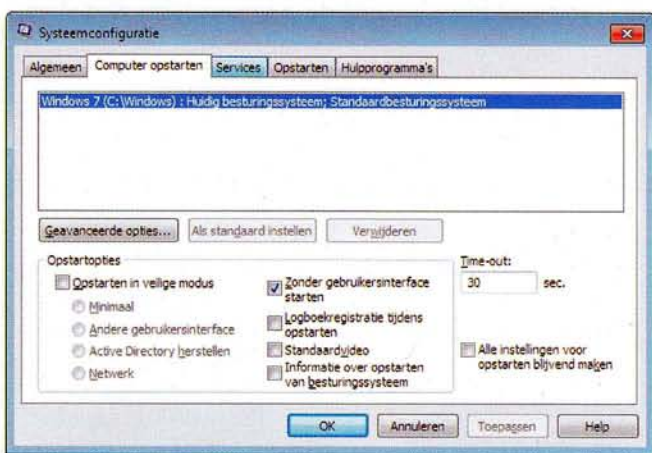 Systeemconfiguratie
Algemeen Computer opstarten Services Opstarten Hulpprogramma's
Windows 7 (C:\Windows) : Huidig besturingssysteem; Standaardbesturingssysteem
Geavanceerde opties... Als standaard instellen Verwijderen
Opstartopties
Opstarten in veilige modus
Minimaal
Andere gebruikersinterface
Active Directory herstellen
Netwerk
Zonder gebruikersinterface
starten
Logboekregistratie tijdens
opstarten
Standaardvideo
Informatie over opstarten
van besturingssysteem
Time-out:
30 sec.
Alle instellingen voor
opstarten blijvend maken
OK Annuleren Toepassen Help